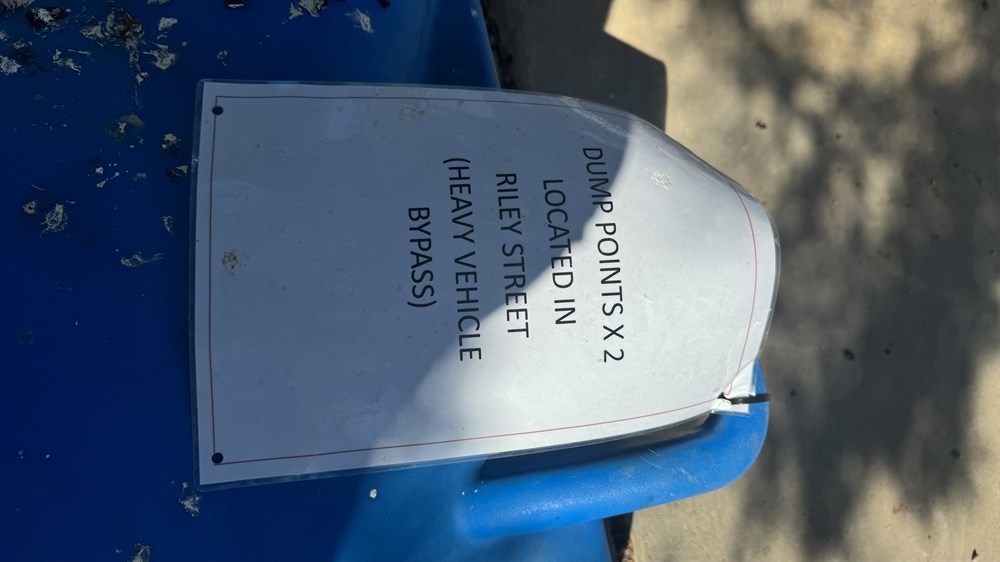 DUMP POINTS X 2
LOCATED IN
RILEY STREET
(HEAVY VEHICLE
BYPASS)